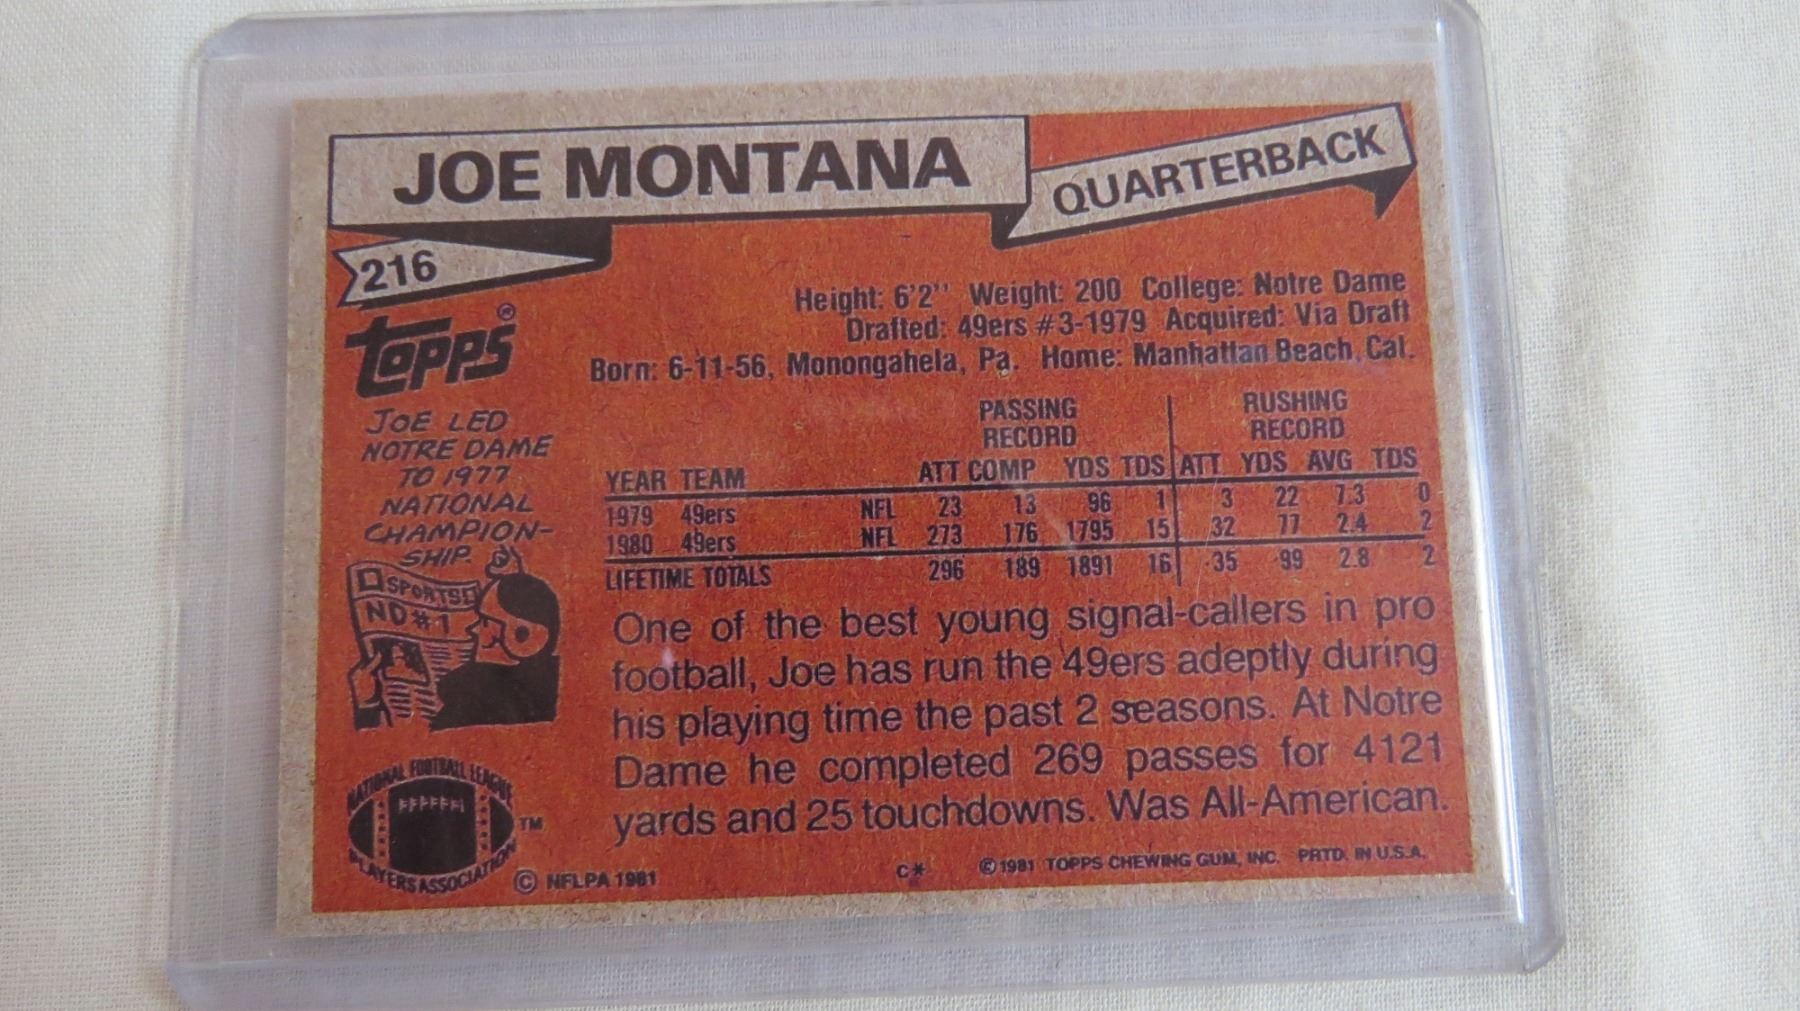 JOE MONTANA
QUARTERBACK
216
topps®
Height: 6'2'' Weight: 200 College: Notre Dame
Drafted: 49ers #3-1979 Acquired: Via Draft
Born: 6-11-56, Monongahela, Pa. Home: Manhattan Beach, Cal.
JOE LED
NOTRE DAME
TO 1977
NATIONAL
CHAMPION-
SHIP.
SPORTS
ND#1
PASSING RUSHING
RECORD RECORD
YEAR TEAM ATT COMP YDS TDS ATT YDS AVG TDS
1979 49ers NFL 23 13 96 1 3 22 7.3 0
1980 49ers NFL 273 176 1795 15 32 77 2.4 2
LIFETIME TOTALS 296 189 1891 16 35 99 2.8 2
One of the best young signal-callers in pro
football, Joe has run the 49ers adeptly during
his playing time the past 2 seasons. At Notre
Dame he completed 269 passes for 4121
yards and 25 touchdowns. Was All-American.
NATIONAL FOOTBALL LEAGUE
PLAYERS ASSOCIATION
TM
© NFLPA 1981
C*
© 1981 TOPPS CHEWING GUM, INC. PRTD. IN U.S.A.